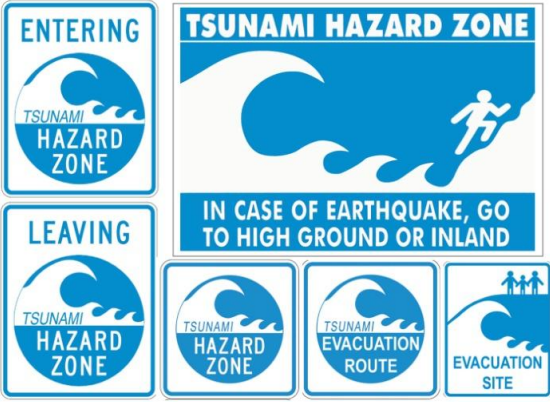 ENTERING
TSUNAMI
HAZARD
ZONE
TSUNAMI HAZARD ZONE
IN CASE OF EARTHQUAKE, GO
TO HIGH GROUND OR INLAND
LEAVING
TSUNAMI
HAZARD
ZONE
TSUNAMI
HAZARD
ZONE
TSUNAMI
EVACUATION
ROUTE
EVACUATION
SITE